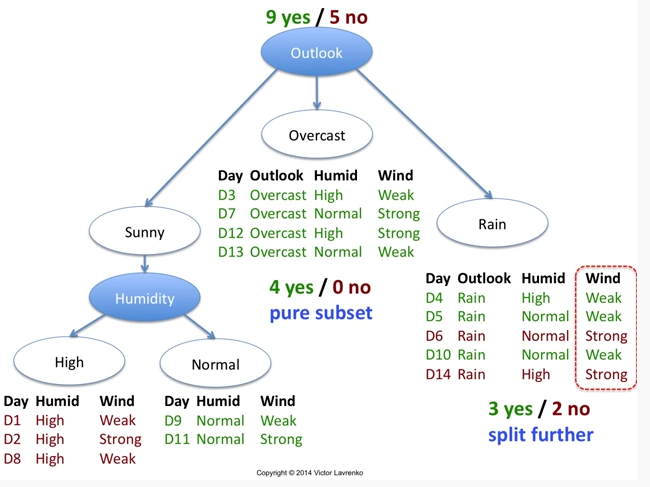 9 yes / 5 no
Outlook
Overcast
Day Outlook Humid Wind
D3 Overcast High Weak
D7 Overcast Normal Strong
D12 Overcast High Strong
D13 Overcast Normal Weak
4 yes / 0 no
pure subset
Sunny
Humidity
High
Day Humid Wind
D1 High Weak
D2 High Strong
D8 High Weak
Normal
Day Humid Wind
D9 Normal Weak
D11 Normal Strong
Rain
Day Outlook Humid Wind
D4 Rain High Weak
D5 Rain Normal Weak
D6 Rain Normal Strong
D10 Rain Normal Weak
D14 Rain High Strong
3 yes / 2 no
split further
Copyright © 2014 Victor Lavrenko